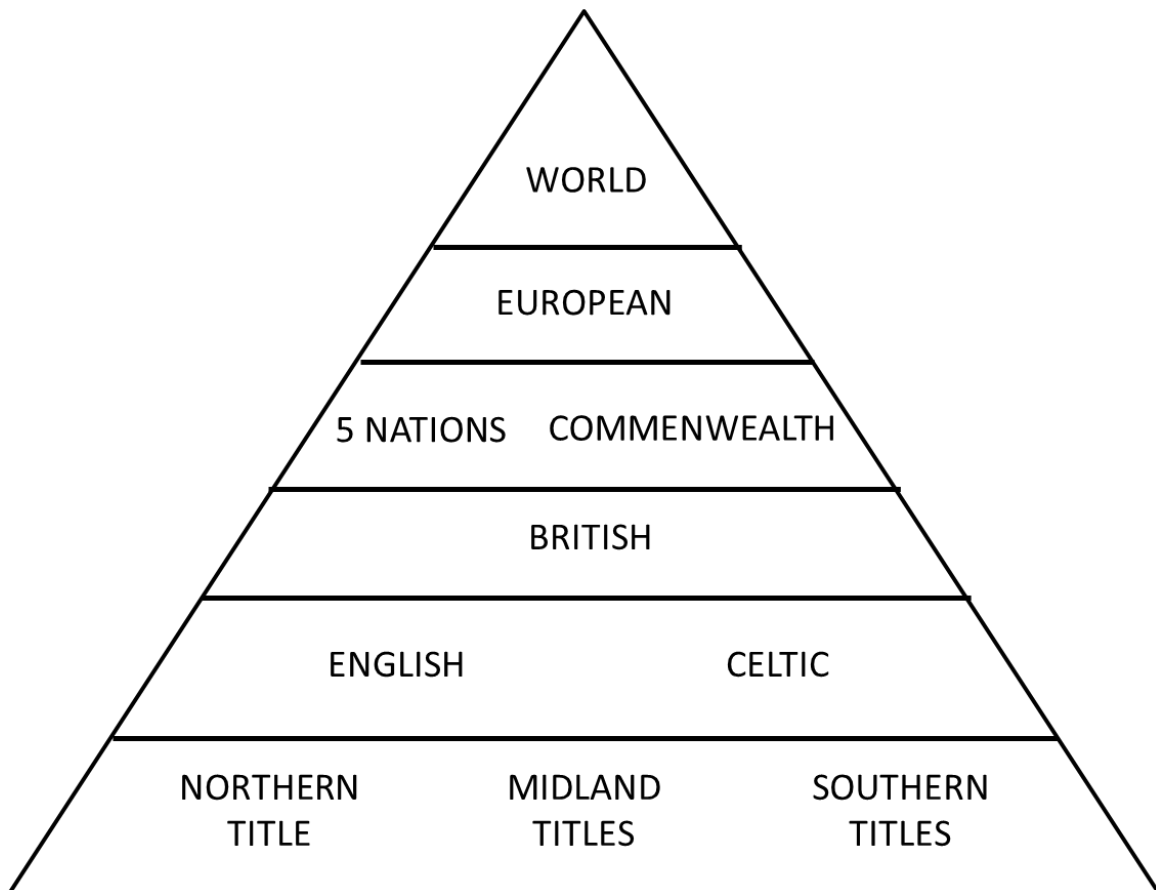 WORLD
EUROPEAN
5 NATIONS COMMENWEALTH
BRITISH
ENGLISH CELTIC
NORTHERN
TITLE
MIDLAND
TITLES
SOUTHERN
TITLES